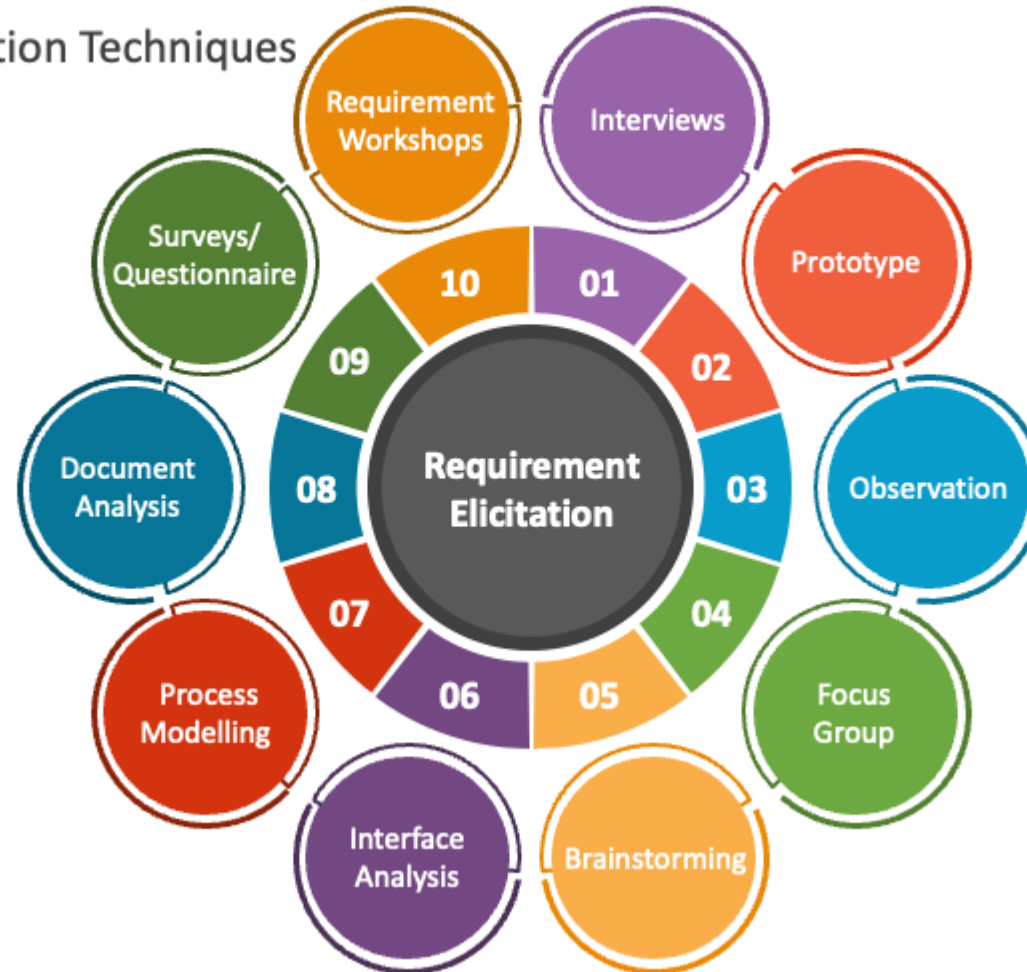 tion Techniques
Requirement
Workshops
Interviews
Surveys/
Questionnaire
Prototype
10
01
09
02
Document
Analysis
08
Requirement
Elicitation
03
Observation
07
04
Process
Modelling
06
05
Focus
Group
Interface
Analysis
Brainstorming